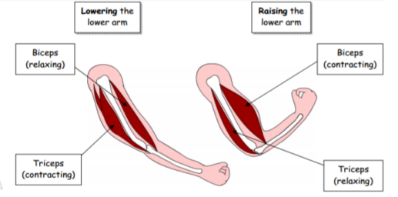 Lowering the
lower arm
Raising the
lower arm
Biceps
(relaxing)
Biceps
(contracting)
Triceps
(contracting)
Triceps
(relaxing)